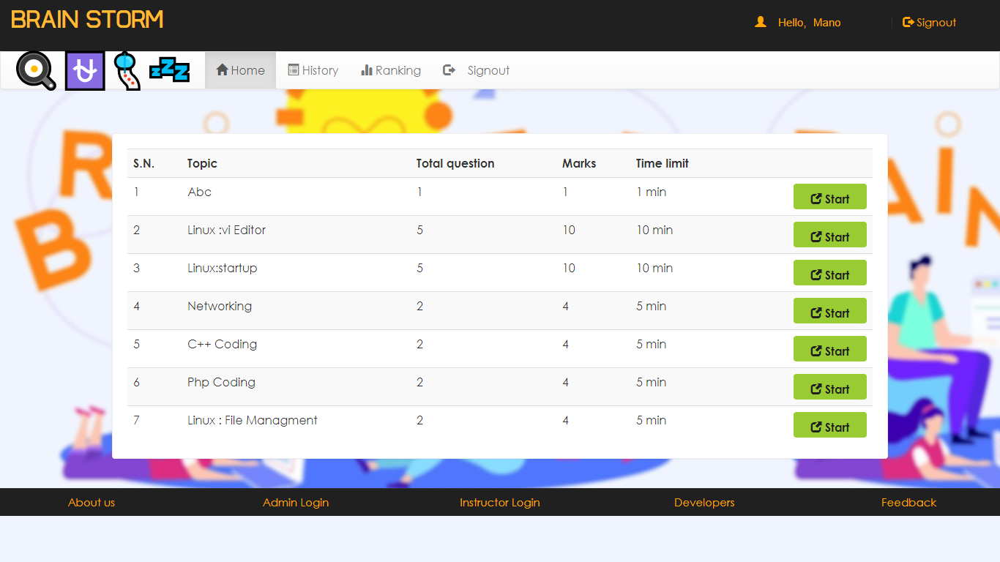 BRAIN STORM
Hello, Mano
Signout
Home History Ranking Signout
S.N. Topic Total question Marks Time limit
1 Abc 1 1 1 min Start
2 Linux :vi Editor 5 10 10 min Start
3 Linux:startup 5 10 10 min Start
4 Networking 2 4 5 min Start
5 C++ Coding 2 4 5 min Start
6 Php Coding 2 4 5 min Start
7 Linux : File Managment 2 4 5 min Start
About us Admin Login Instructor Login Developers Feedback